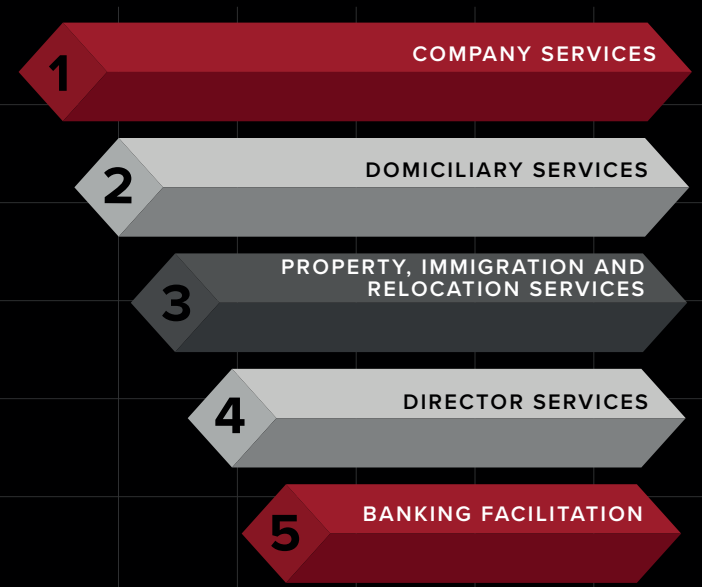 1
COMPANY SERVICES
2
DOMICILIARY SERVICES
3
PROPERTY, IMMIGRATION AND
RELOCATION SERVICES
4
DIRECTOR SERVICES
5
BANKING FACILITATION